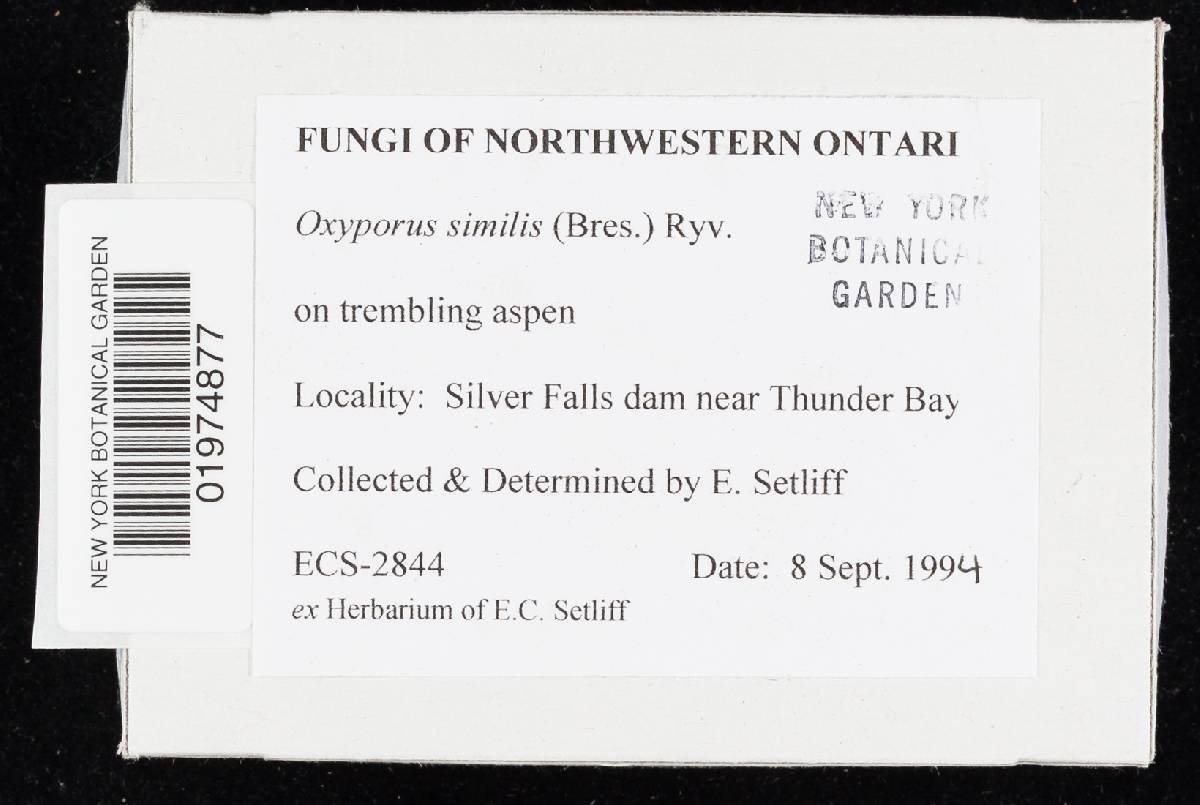 FUNGI OF NORTHWESTERN ONTARI
Oxyporus similis (Bres.) Ryv.
NEW YORK
BOTANICAL
GARDEN
on trembling aspen
Locality: Silver Falls dam near Thunder Bay
Collected & Determined by E. Setliff
ECS-2844 Date: 8 Sept. 1994
ex Herbarium of E.C. Setliff
NEW YORK BOTANICAL GARDEN
01974877